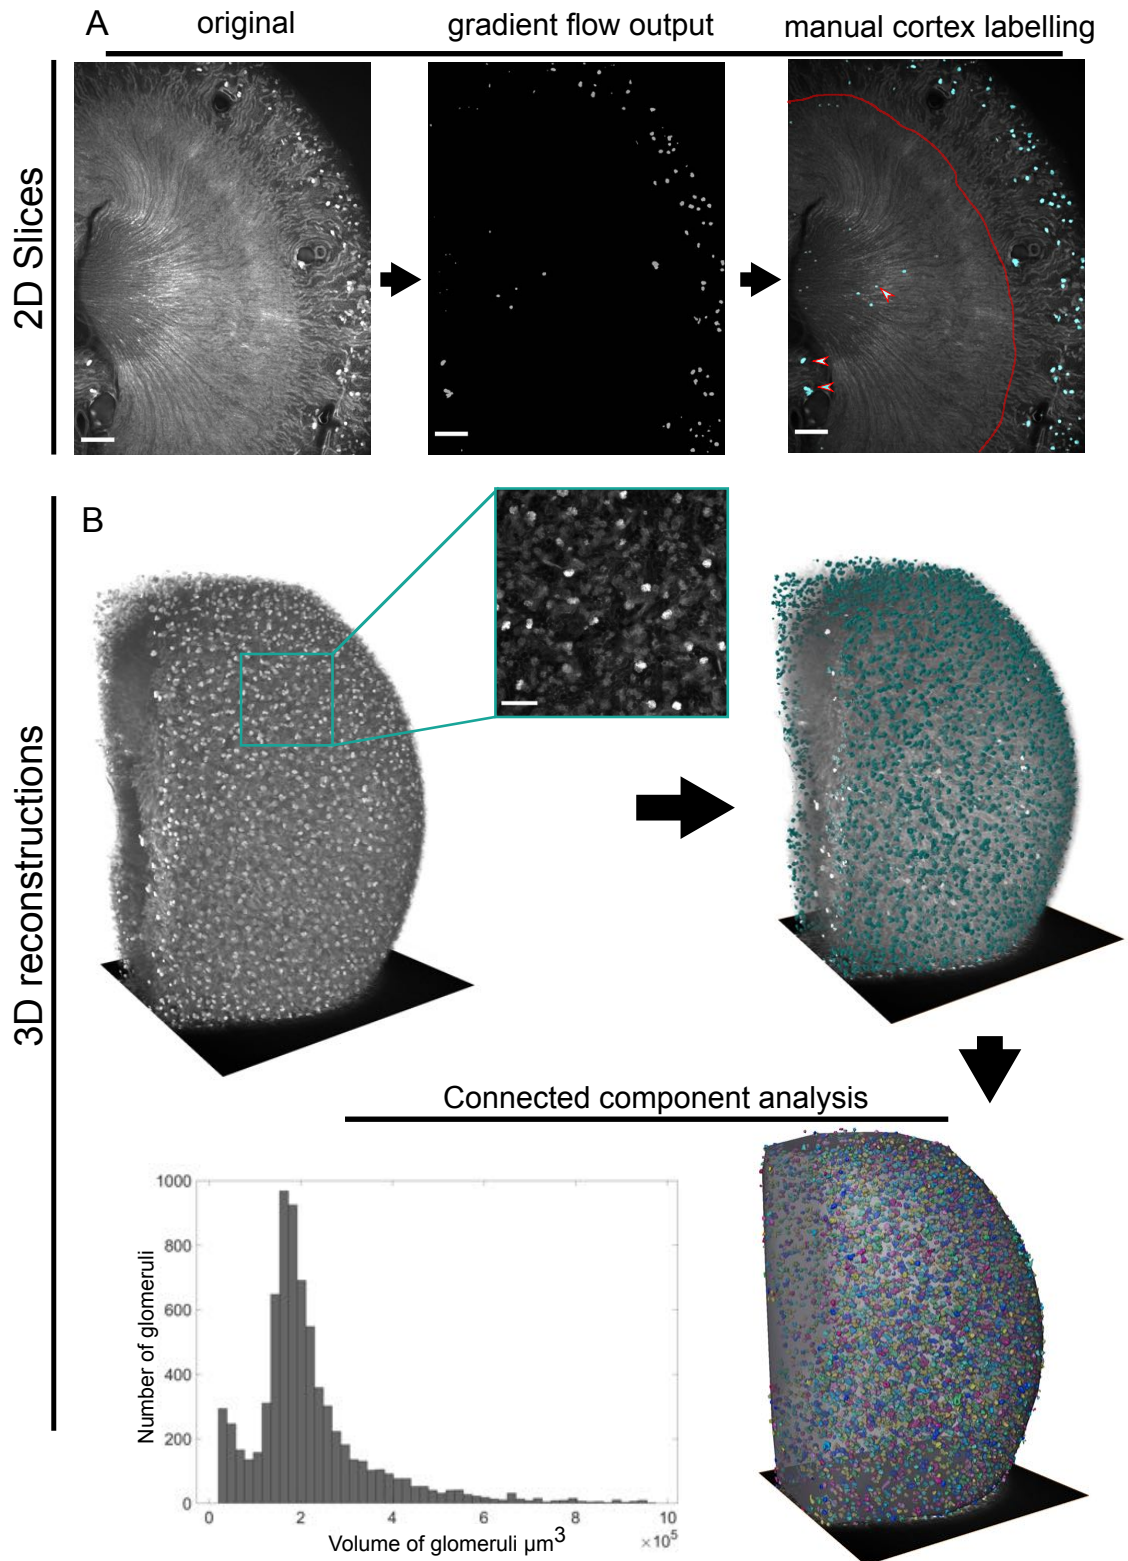 A
original
gradient flow output
manual cortex labelling
2D Slices
B
3D reconstructions
Connected component analysis
1000
800
600
400
200
0
Number of glomeruli
0 2 4 6 8 10
×10⁵
Volume of glomeruli µm³